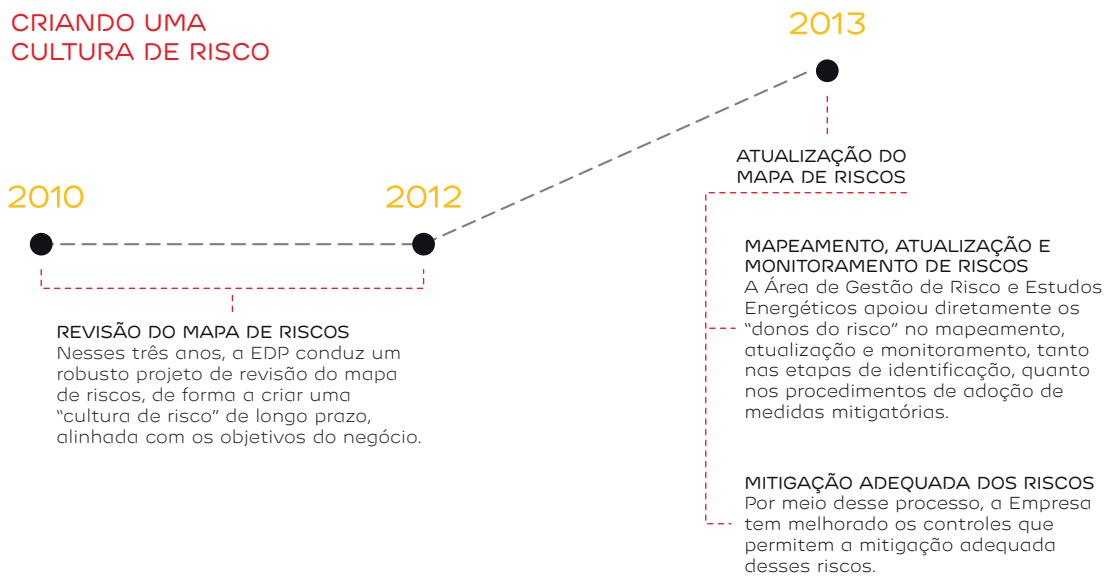 CRIANDO UMA
CULTURA DE RISCO
2010
2012
2013
REVISÃO DO MAPA DE RISCOS
Nesses três anos, a EDP conduz um
robusto projeto de revisão do mapa
de riscos, de forma a criar uma
“cultura de risco” de longo prazo,
alinhada com os objetivos do negócio.
ATUALIZAÇÃO DO
MAPA DE RISCOS
MAPEAMENTO, ATUALIZAÇÃO E
MONITORAMENTO DE RISCOS
A Área de Gestão de Risco e Estudos
Energéticos apoiou diretamente os
“donos do risco” no mapeamento,
atualização e monitoramento, tanto
nas etapas de identificação, quanto
nos procedimentos de adoção de
medidas mitigatórias.
MITIGAÇÃO ADEQUADA DOS RISCOS
Por meio desse processo, a Empresa
tem melhorado os controles que
permitem a mitigação adequada
desses riscos.